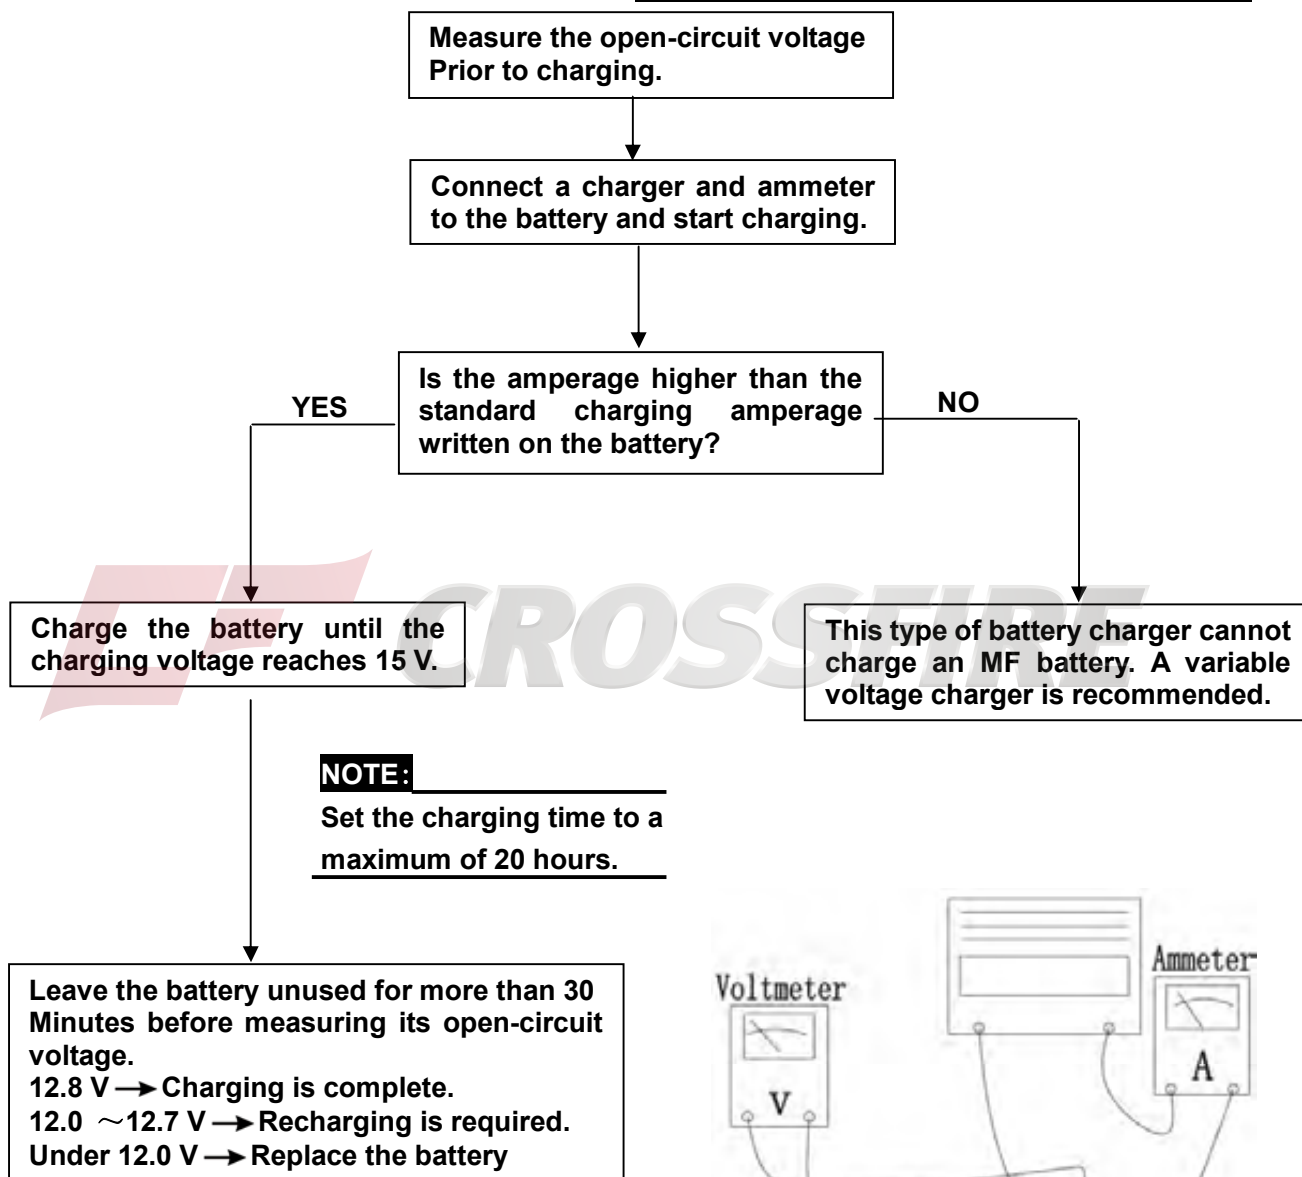 Measure the open-circuit voltage
Prior to charging.
Connect a charger and ammeter
to the battery and start charging.
Is the amperage higher than the
standard charging amperage
written on the battery?
YES
NO
CROSSFIRE
Charge the battery until the
charging voltage reaches 15 V.
This type of battery charger cannot
charge an MF battery. A variable
voltage charger is recommended.
NOTE:
Set the charging time to a
maximum of 20 hours.
Leave the battery unused for more than 30
Minutes before measuring its open-circuit
voltage.
12.8 V → Charging is complete.
12.0 ～12.7 V → Recharging is required.
Under 12.0 V → Replace the battery
Voltmeter
V
Ammeter
A